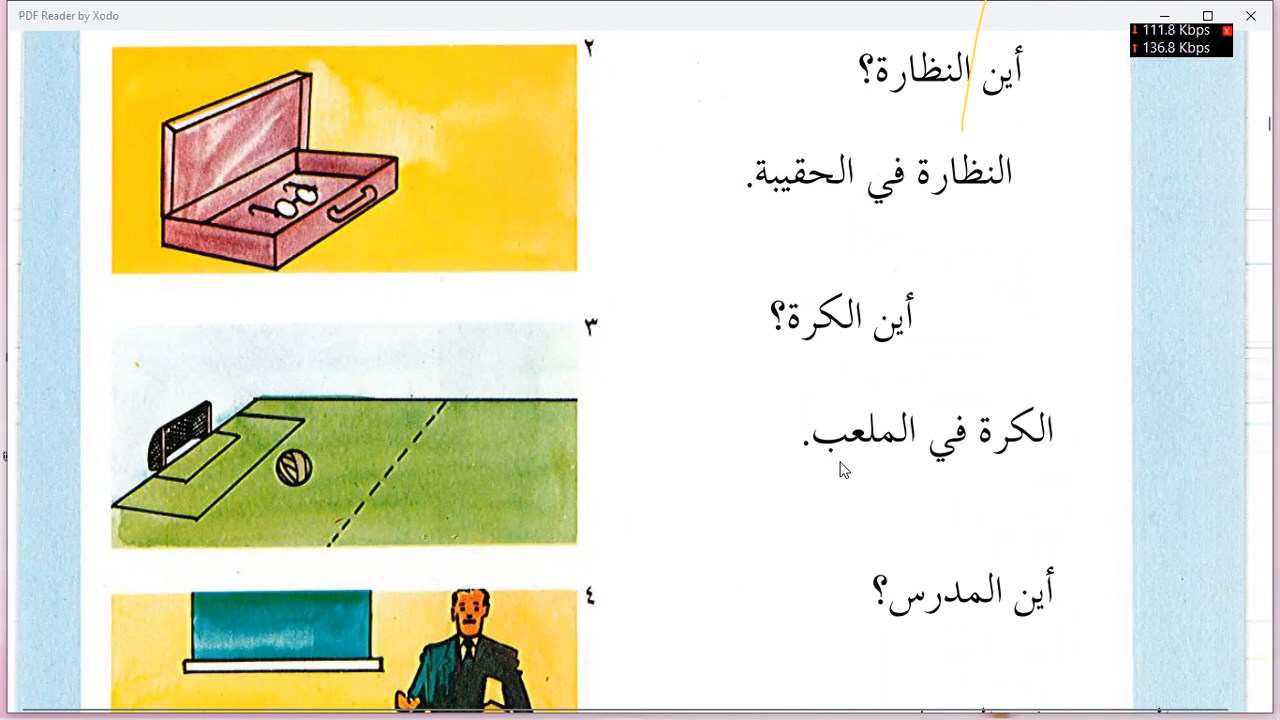 PDF Reader by Xodo
111.8 Kbps x
136.8 Kbps
٢
أين النظارة؟
النظارة في الحقيبة.
٣
أين الكرة؟
الكرة في الملعب.
٤
أين المدرس؟